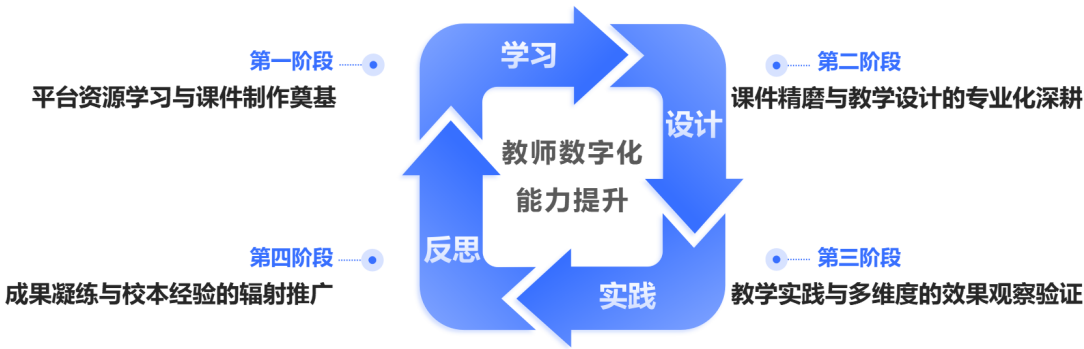 学习
第一阶段
平台资源学习与课件制作奠基
第二阶段
课件精磨与教学设计的专业化深耕
设计
教师数字化
能力提升
反思
第四阶段
成果凝练与校本经验的辐射推广
实践
第三阶段
教学实践与多维度的效果观察验证